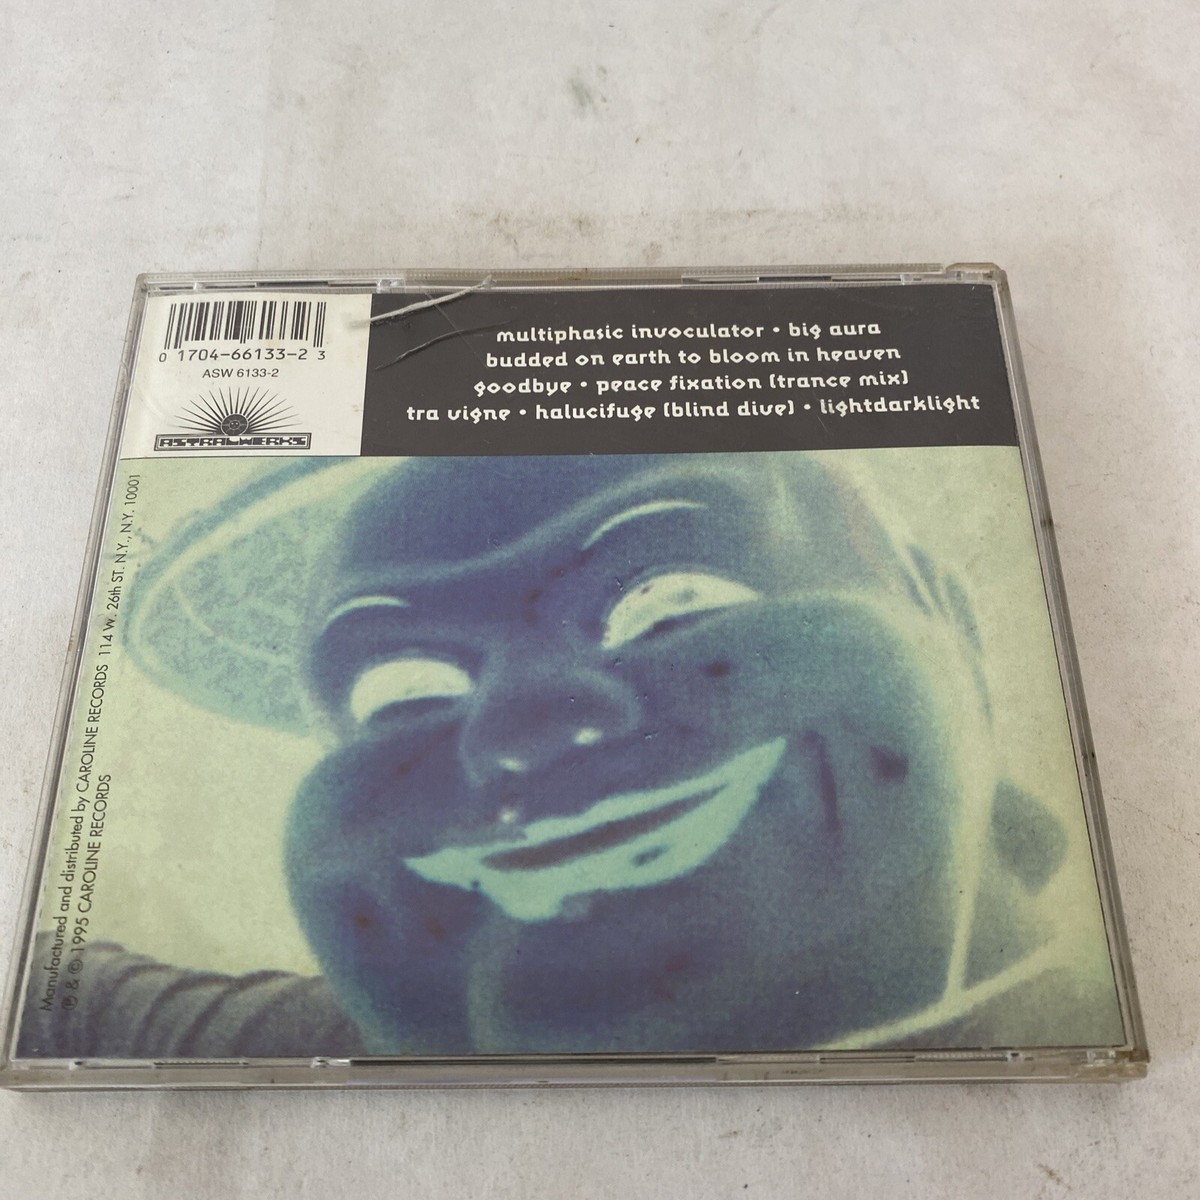 0 1704-66133-2 3
ASW 6133-2
ASTRALWERKS
multiphasic invoculator • big aura
budded on earth to bloom in heaven
goodbye • peace fixation (trance mix)
tra vigne • halucifuge (blind dive) • lightdarklight
Manufactured and distributed by CAROLINE RECORDS 114 W. 26th ST. N.Y., N.Y. 10001
℗ & © 1995 CAROLINE RECORDS